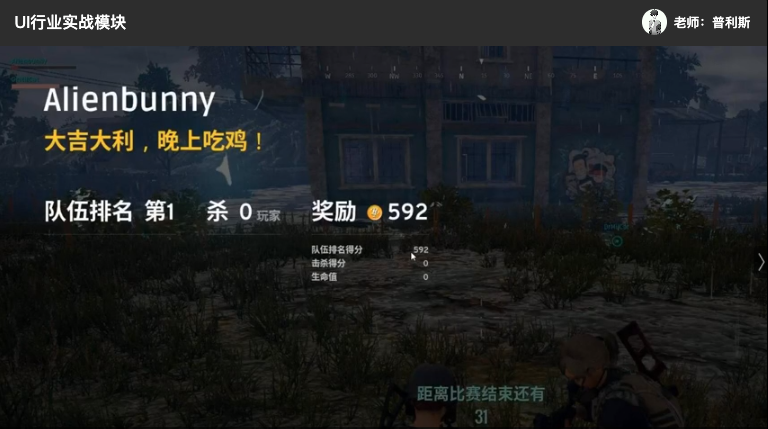 UI行业实战模块
老师：普利斯
Alienbunny
大吉大利，晚上吃鸡！
队伍排名 第1 杀 0 玩家 奖励 592
队伍排名得分 592
击杀得分 0
生命值 0
距离比赛结束还有
31